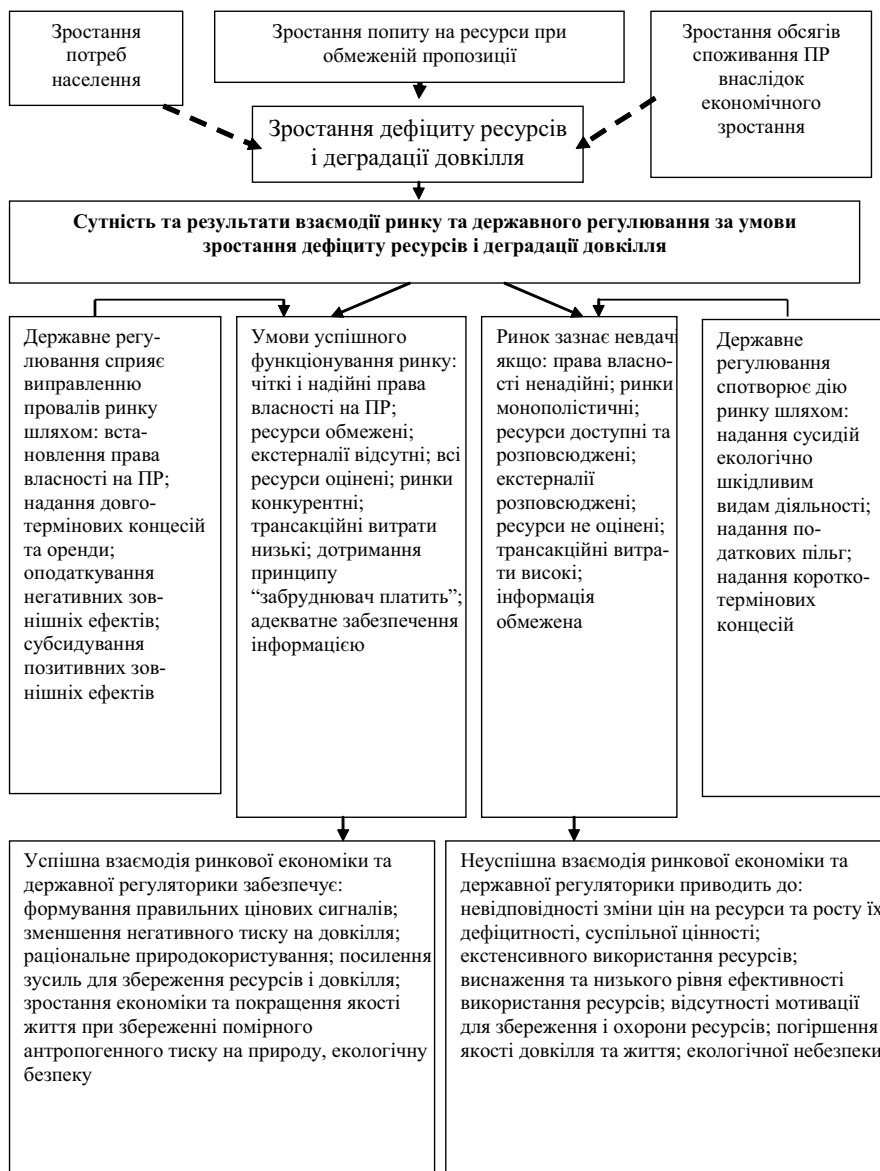 Зростання
потреб
населення
Зростання попиту на ресурси при
обмеженій пропозиції
Зростання обсягів
споживання ПР
внаслідок
економічного
зростання
Зростання дефіциту ресурсів
і деградації довкілля
Сутність та результати взаємодії ринку та державного регулювання за умови
зростання дефіциту ресурсів і деградації довкілля
Державне регу-
лювання сприяє
виправленню
провалів ринку
шляхом: вста-
новлення права
власності на ПР;
надання довго-
термінових концесій
та оренди;
оподаткування
негативних зов-
нішніх ефектів;
субсидування
позитивних зов-
нішніх ефектів
Умови успішного
функціонування ринку:
чіткі і надійні права
власності на ПР;
ресурси обмежені;
екстерналії відсутні; всі
ресурси оцінені; ринки
конкурентні;
трансакційні витрати
низькі; дотримання
принципу
“забруднювач платить”;
адекватне забезпечення
інформацією
Ринок зазнає невдачі
якщо: права власно-
сті ненадійні; ринки
монополістичні;
ресурси доступні та
розповсюджені;
екстерналії
розповсюджені;
ресурси не оцінені;
трансакційні витра-
ти високі;
інформація
обмежена
Державне
регулювання
спотворює дію
ринку шляхом:
надання сусидій
екологічно
шкідливим
видам діяльності;
надання по-
даткових пільг;
надання коротко-
термінових
концесій
Успішна взаємодія ринкової економіки та
державної регуляторики забезпечує:
формування правильних цінових сигналів;
зменшення негативного тиску на довкілля;
раціональне природокористування; посилення
зусиль для збереження ресурсів і довкілля;
зростання економіки та покращення якості
життя при збереженні помірного
антропогенного тиску на природу, екологічну
безпеку
Неуспішна взаємодія ринкової економіки та
державної регуляторики приводить до:
невідповідності зміни цін на ресурси та росту їх
дефіцитності, суспільної цінності;
екстенсивного використання ресурсів;
виснаження та низького рівня ефективності
використання ресурсів; відсутності мотивації
для збереження і охорони ресурсів; погіршення
якості довкілля та життя; екологічної небезпеки